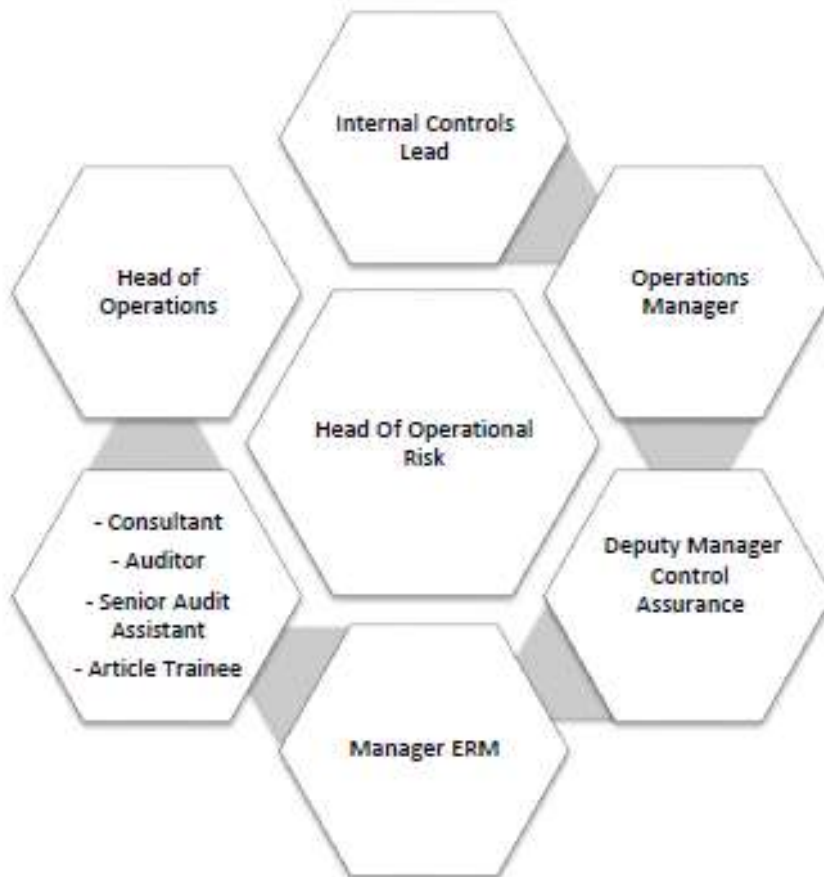 Internal Controls
Lead
Head of
Operations
Operations
Manager
Head Of Operational
Risk
- Consultant
- Auditor
- Senior Audit
Assistant
- Article Trainee
Deputy Manager
Control
Assurance
Manager ERM